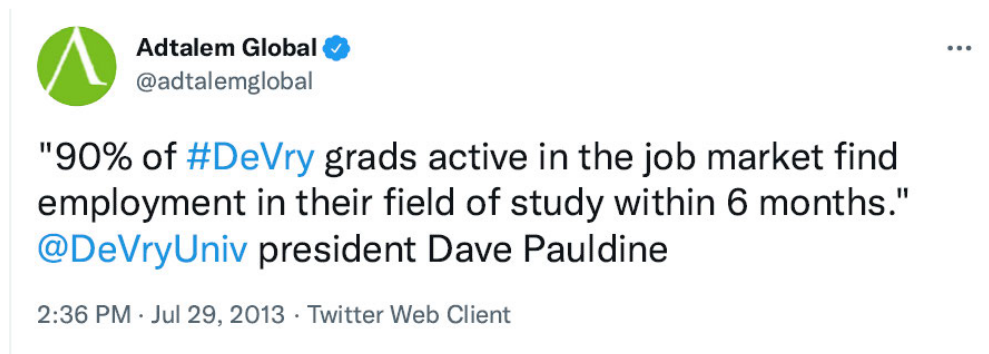 Adtalem Global
@adtalemglobal
"90% of #DeVry grads active in the job market find
employment in their field of study within 6 months."
@DeVryUniv president Dave Pauldine
2:36 PM · Jul 29, 2013 · Twitter Web Client